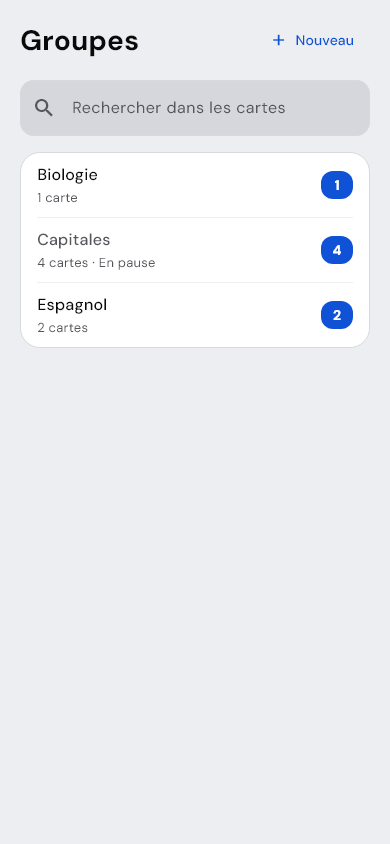 Groupes
Nouveau
Rechercher dans les cartes
Biologie
1 carte
1
Capitales
4 cartes · En pause
4
Espagnol
2 cartes
2